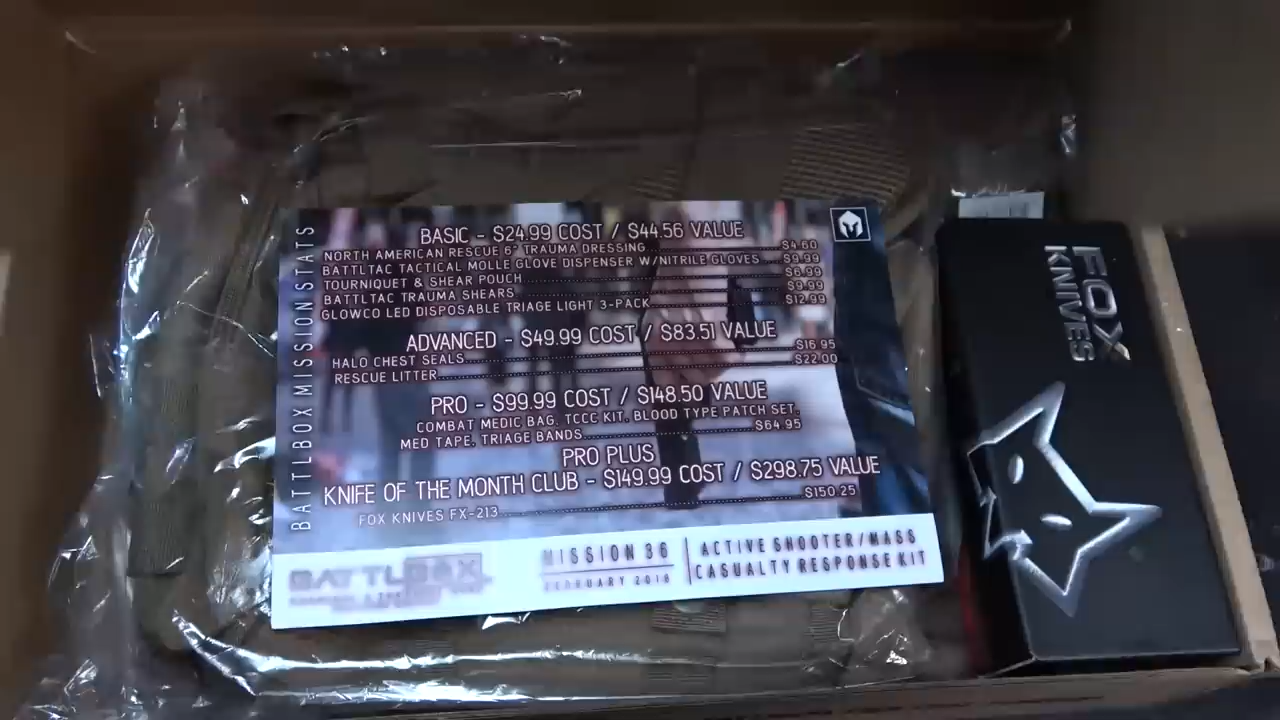 BATTLBOX MISSION STATS
BASIC - $24.99 COST / $44.56 VALUE
NORTH AMERICAN RESCUE 6" TRAUMA DRESSING $4.60
BATTLTAC TACTICAL MOLLE GLOVE DISPENSER W/NITRILE GLOVES $9.99
TOURNIQUET & SHEAR POUCH $6.99
BATTLTAC TRAUMA SHEARS $9.99
GLOWCO LED DISPOSABLE TRIAGE LIGHT 3-PACK $12.99
ADVANCED - $49.99 COST / $83.51 VALUE
HALO CHEST SEALS $16.95
RESCUE LITTER $22.00
PRO - $99.99 COST / $148.50 VALUE
COMBAT MEDIC BAG, TCCC KIT, BLOOD TYPE PATCH SET,
MED TAPE, TRIAGE BANDS $64.95
PRO PLUS
KNIFE OF THE MONTH CLUB - $149.99 COST / $298.75 VALUE
FOX KNIVES FX-213 $150.25
BATTLBOX
MISSION 36
FEBRUARY 2018
ACTIVE SHOOTER/MASS
CASUALTY RESPONSE KIT
FOX
KNIVES